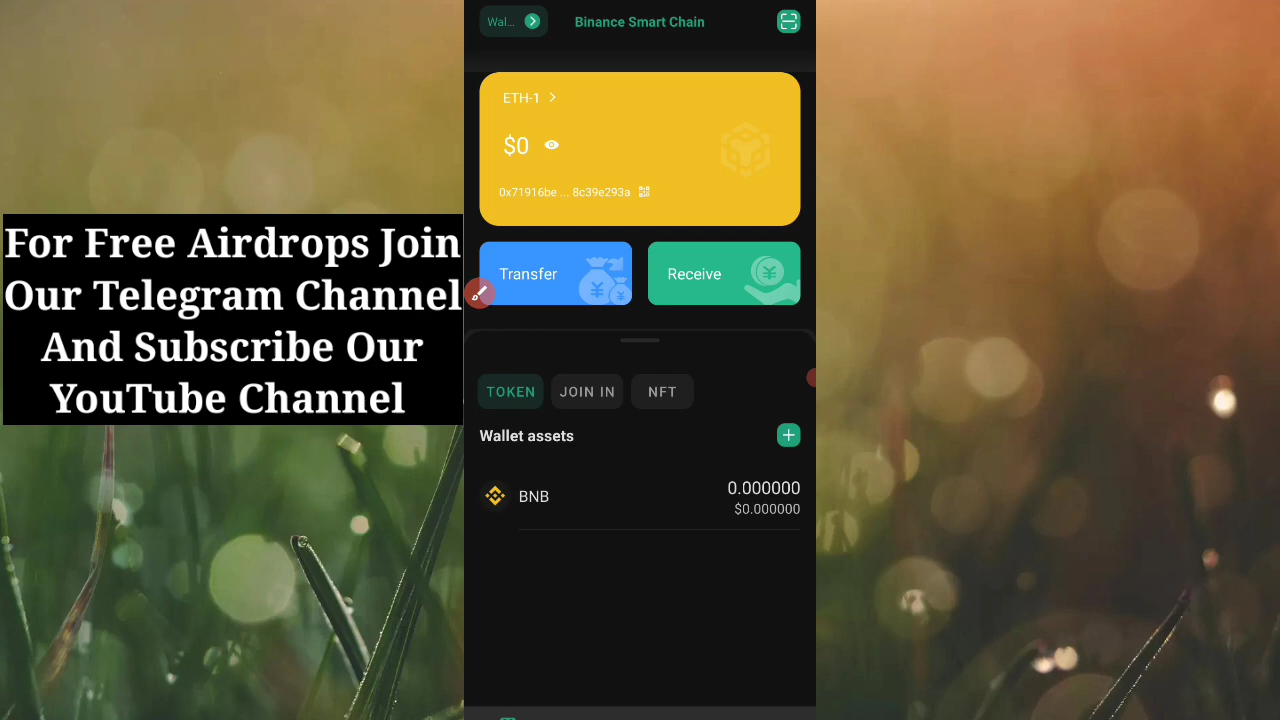 For Free Airdrops Join
Our Telegram Channel
And Subscribe Our
YouTube Channel
Wal...
Binance Smart Chain
ETH-1
$0
0x71916be ... 8c39e293a
Transfer
Receive
TOKEN
JOIN IN
NFT
Wallet assets
BNB
0.000000
$0.000000